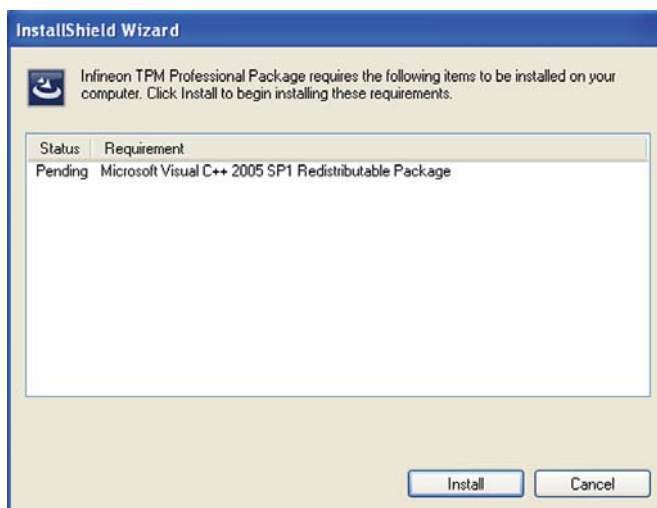 InstallShield Wizard
Infineon TPM Professional Package requires the following items to be installed on your
computer. Click Install to begin installing these requirements.
Status Requirement
Pending Microsoft Visual C++ 2005 SP1 Redistributable Package
Install Cancel